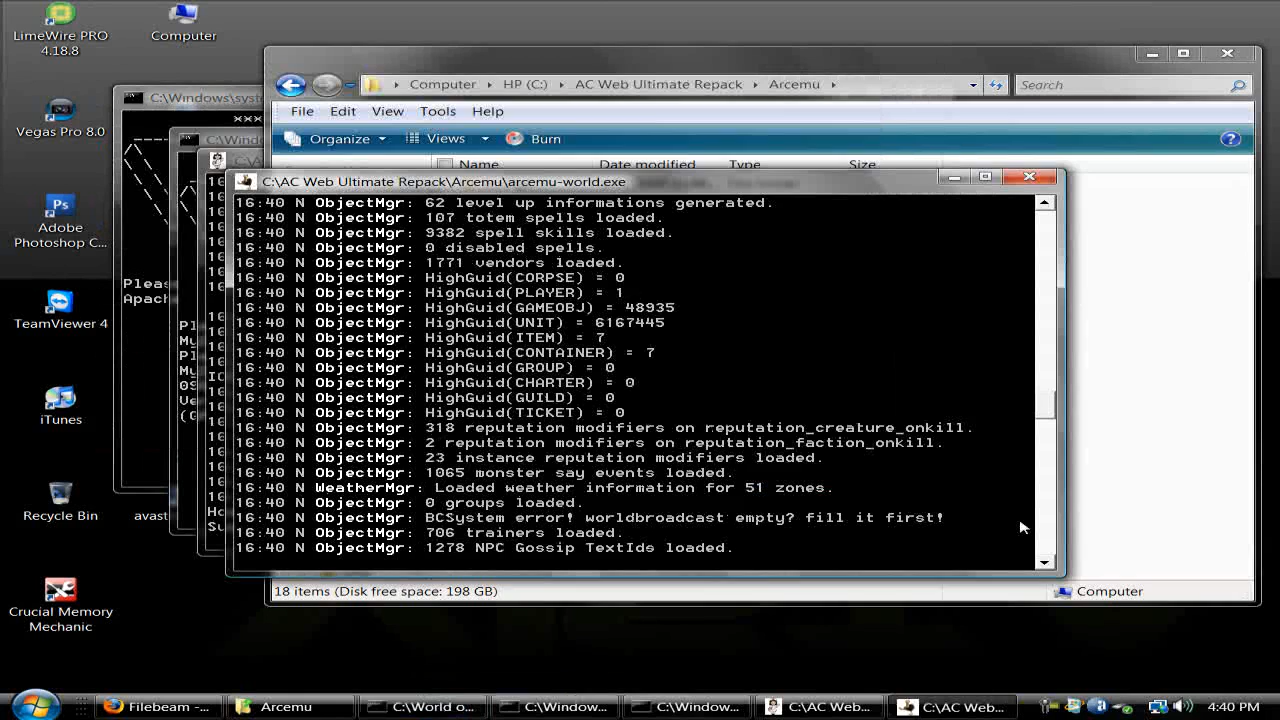 LimeWire PRO
4.18.8
Computer
Vegas Pro 8.0
Adobe
Photoshop C...
TeamViewer 4
iTunes
Recycle Bin
avast
Crucial Memory
Mechanic
Computer
HP (C:)
AC Web Ultimate Repack
Arcemu
Search
File
Edit
View
Tools
Help
Organize
Views
Burn
Name
Date modified
Type
Size
C:\Windows\syst
***
Pleas
Apach
C:\Windo
C:\AC Web Ultimate Repack\Arcemu\arcemu-world.exe
16:40 N ObjectMgr: 62 level up informations generated.
16:40 N ObjectMgr: 107 totem spells loaded.
16:40 N ObjectMgr: 9382 spell skills loaded.
16:40 N ObjectMgr: 0 disabled spells.
16:40 N ObjectMgr: 1771 vendors loaded.
16:40 N ObjectMgr: HighGuid(CORPSE) = 0
16:40 N ObjectMgr: HighGuid(PLAYER) = 1
16:40 N ObjectMgr: HighGuid(GAMEOBJ) = 48935
16:40 N ObjectMgr: HighGuid(UNIT) = 6167445
16:40 N ObjectMgr: HighGuid(ITEM) = 7
16:40 N ObjectMgr: HighGuid(CONTAINER) = 7
16:40 N ObjectMgr: HighGuid(GROUP) = 0
16:40 N ObjectMgr: HighGuid(CHARTER) = 0
16:40 N ObjectMgr: HighGuid(GUILD) = 0
16:40 N ObjectMgr: HighGuid(TICKET) = 0
16:40 N ObjectMgr: 318 reputation modifiers on reputation_creature_onkill.
16:40 N ObjectMgr: 2 reputation modifiers on reputation_faction_onkill.
16:40 N ObjectMgr: 23 instance reputation modifiers loaded.
16:40 N ObjectMgr: 1065 monster say events loaded.
16:40 N WeatherMgr: Loaded weather information for 51 zones.
16:40 N ObjectMgr: 0 groups loaded.
16:40 N ObjectMgr: BCSystem error! worldbroadcast empty? fill it first!
16:40 N ObjectMgr: 706 trainers loaded.
16:40 N ObjectMgr: 1278 NPC Gossip TextIds loaded.
18 items (Disk free space: 198 GB)
Computer
Filebeam -...
Arcemu
C:\World o...
C:\Window...
C:\Window...
C:\AC Web...
C:\AC Web...
4:40 PM